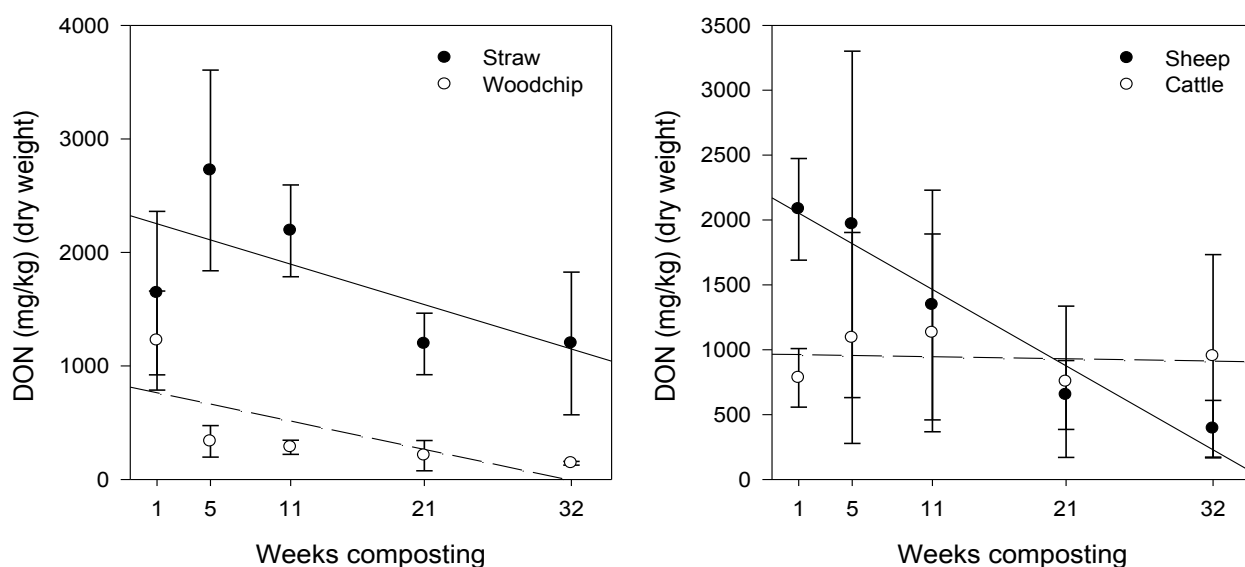 4000
3000
2000
1000
0
DON (mg/kg) (dry weight)
Straw
Woodchip
1 5 11 21 32
Weeks composting
3500
3000
2500
2000
1500
1000
500
0
DON (mg/kg) (dry weight)
Sheep
Cattle
1 5 11 21 32
Weeks composting